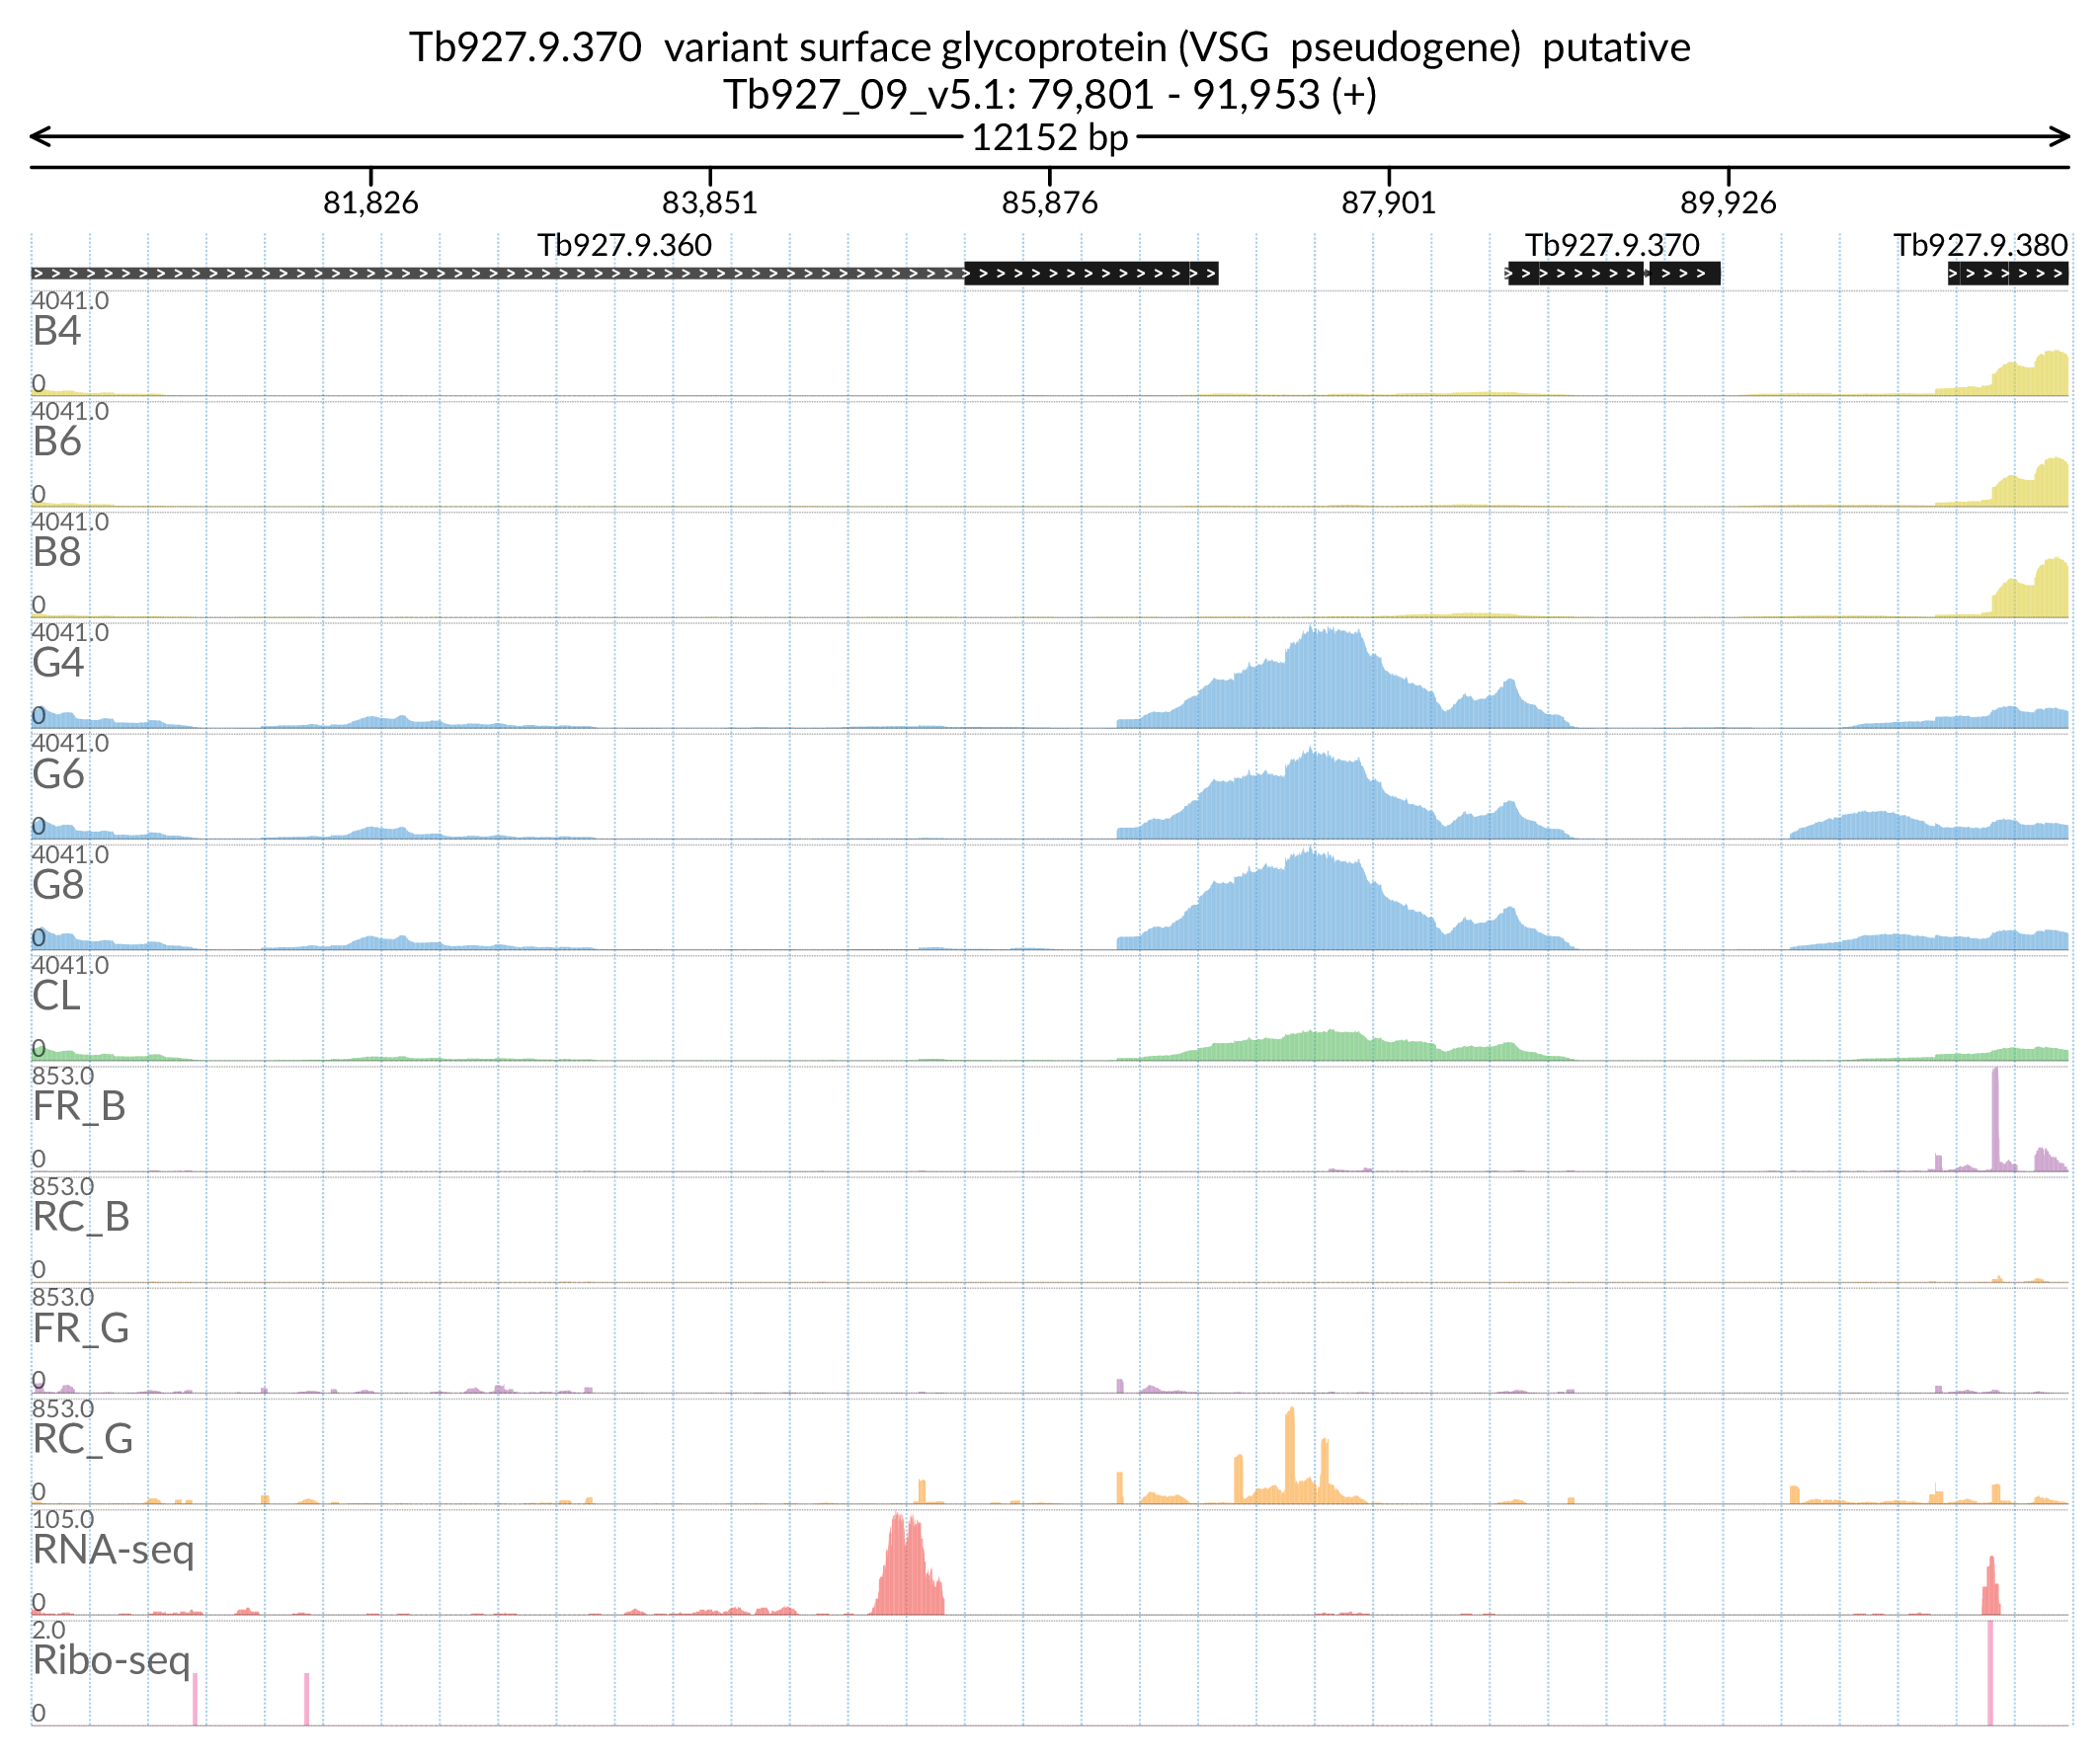 Tb927.9.370 variant surface glycoprotein (VSG pseudogene) putative
Tb927_09_v5.1: 79,801 - 91,953 (+)
12152 bp
81,826 83,851 85,876 87,901 89,926
Tb927.9.360 Tb927.9.370 Tb927.9.380
4041.0
B4
0
4041.0
B6
0
4041.0
B8
0
4041.0
G4
0
4041.0
G6
0
4041.0
G8
0
4041.0
CL
0
853.0
FR_B
0
853.0
RC_B
0
853.0
FR_G
0
853.0
RC_G
0
105.0
RNA-seq
0
2.0
Ribo-seq
0